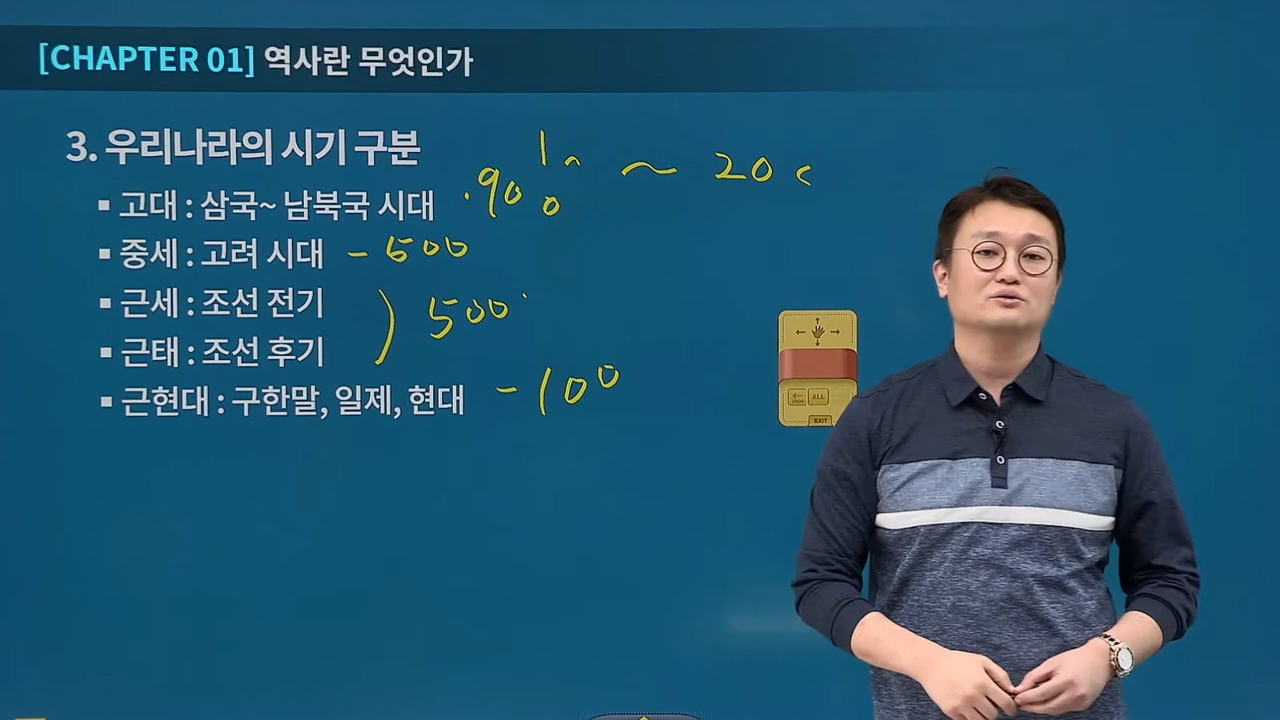 [CHAPTER 01] 역사란 무엇인가
3. 우리나라의 시기 구분
1 ~ 20c
▪ 고대 : 삼국~ 남북국 시대 900
▪ 중세 : 고려 시대 - 500
▪ 근세 : 조선 전기
) 500
▪ 근태 : 조선 후기
▪ 근현대 : 구한말, 일제, 현대 - 100
ALL
EXIT